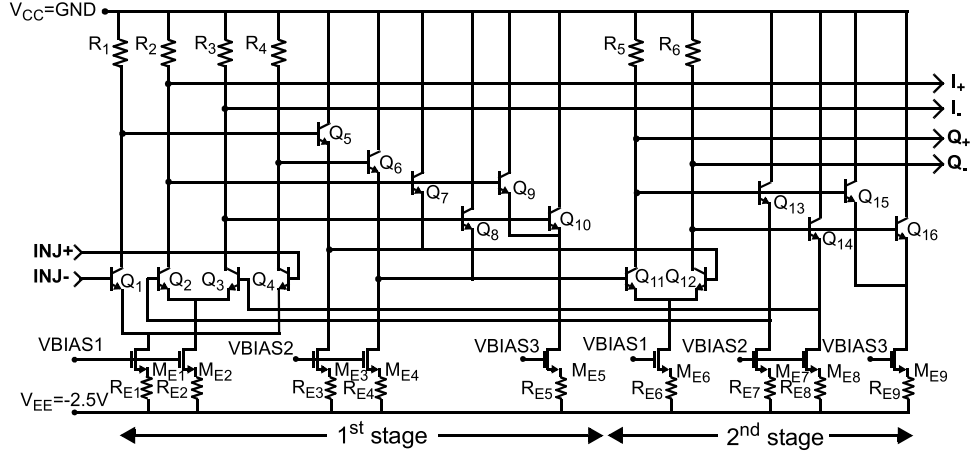 V_CC=GND
R_1 R_2 R_3 R_4 R_5 R_6
I_+
I_-
Q_+
Q_-
Q_5
Q_6
Q_7 Q_9
Q_8 Q_10
Q_13 Q_15
Q_14 Q_16
INJ+
INJ-
Q_1 Q_2 Q_3 Q_4 Q_11 Q_12
VBIAS1 VBIAS2 VBIAS3 VBIAS1 VBIAS2 VBIAS3
M_E1 M_E2 M_E3 M_E4 M_E5 M_E6 M_E7 M_E8 M_E9
R_E1 R_E2 R_E3 R_E4 R_E5 R_E6 R_E7 R_E8 R_E9
V_EE=-2.5V
1^st stage 2^nd stage